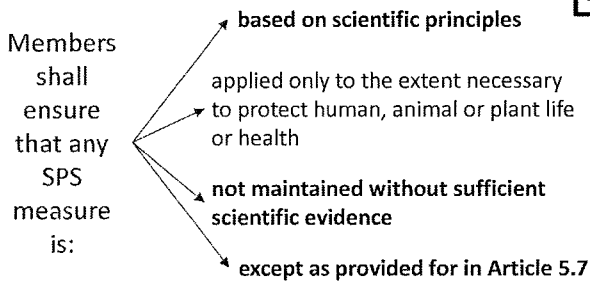 Members
shall
ensure
that any
SPS
measure
is:
based on scientific principles
applied only to the extent necessary
to protect human, animal or plant life
or health
not maintained without sufficient
scientific evidence
except as provided for in Article 5.7